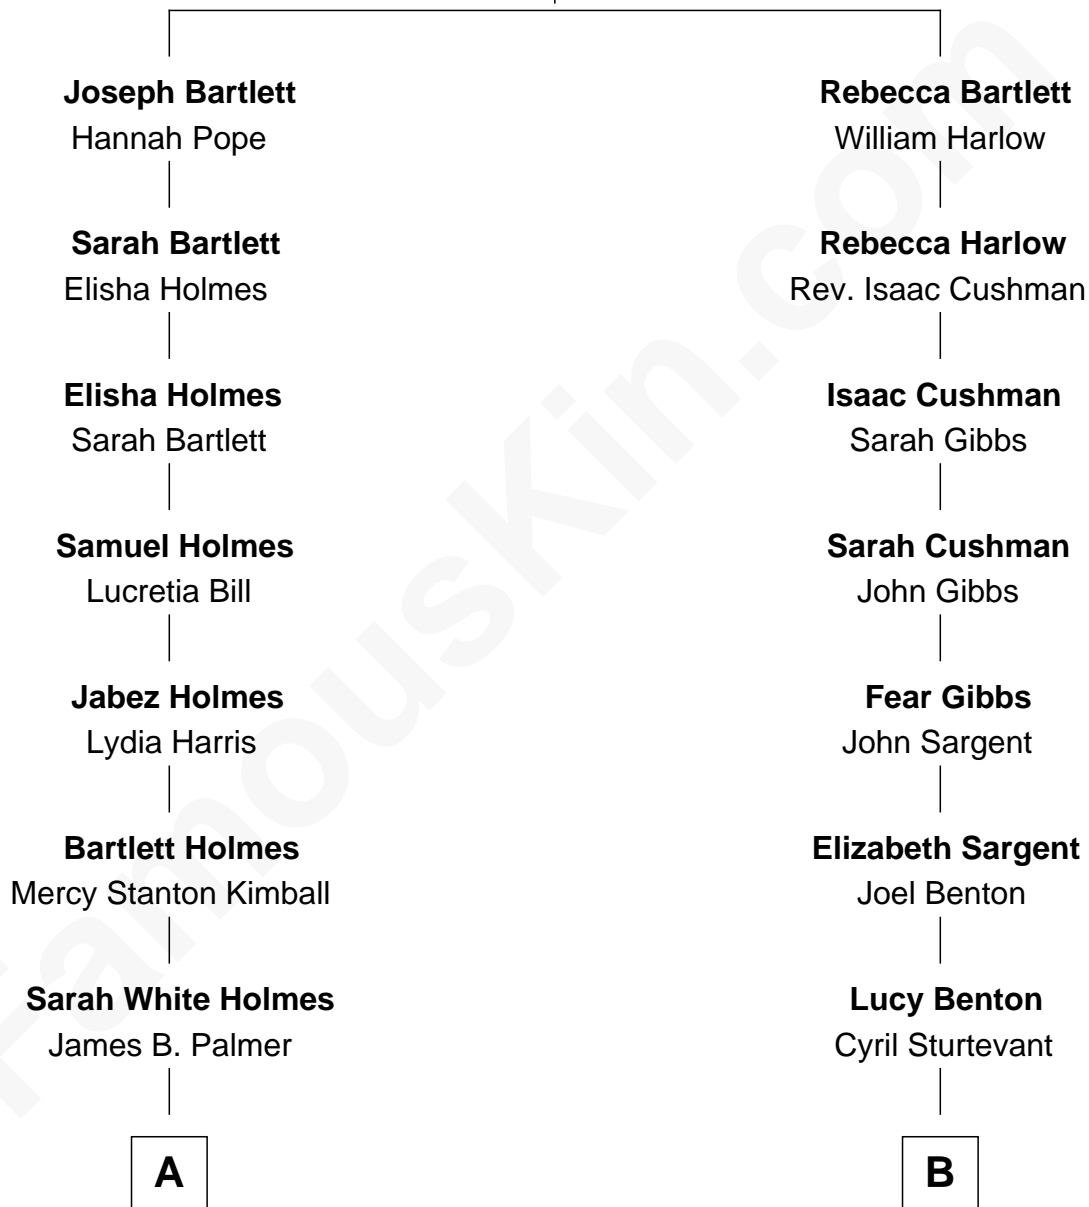 Joseph Bartlett
Hannah Pope
Sarah Bartlett
Elisha Holmes
Elisha Holmes
Sarah Bartlett
Samuel Holmes
Lucretia Bill
Jabez Holmes
Lydia Harris
Bartlett Holmes
Mercy Stanton Kimball
Sarah White Holmes
James B. Palmer
A
Rebecca Bartlett
William Harlow
Rebecca Harlow
Rev. Isaac Cushman
Isaac Cushman
Sarah Gibbs
Sarah Cushman
John Gibbs
Fear Gibbs
John Sargent
Elizabeth Sargent
Joel Benton
Lucy Benton
Cyril Sturtevant
B
FamousKin.com